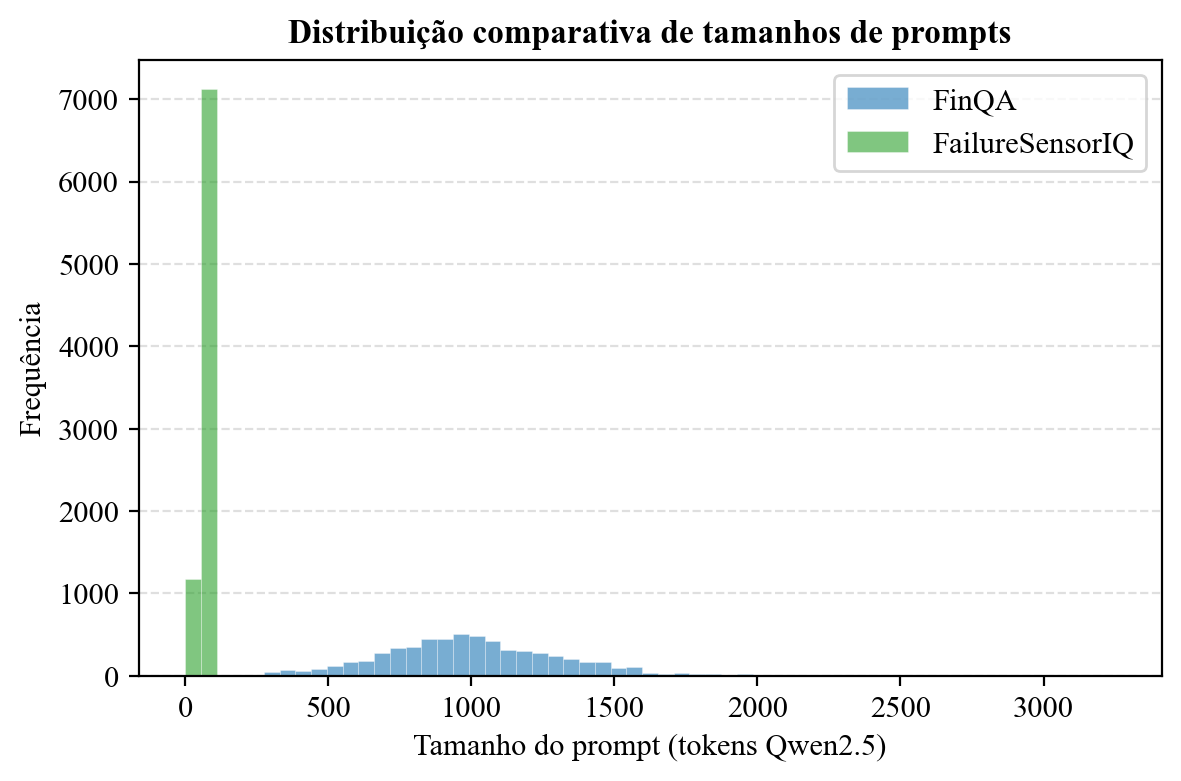 Distribuição comparativa de tamanhos de prompts
FinQA
FailureSensorIQ
7000
6000
5000
4000
3000
2000
1000
0
Frequência
0 500 1000 1500 2000 2500 3000
Tamanho do prompt (tokens Qwen2.5)